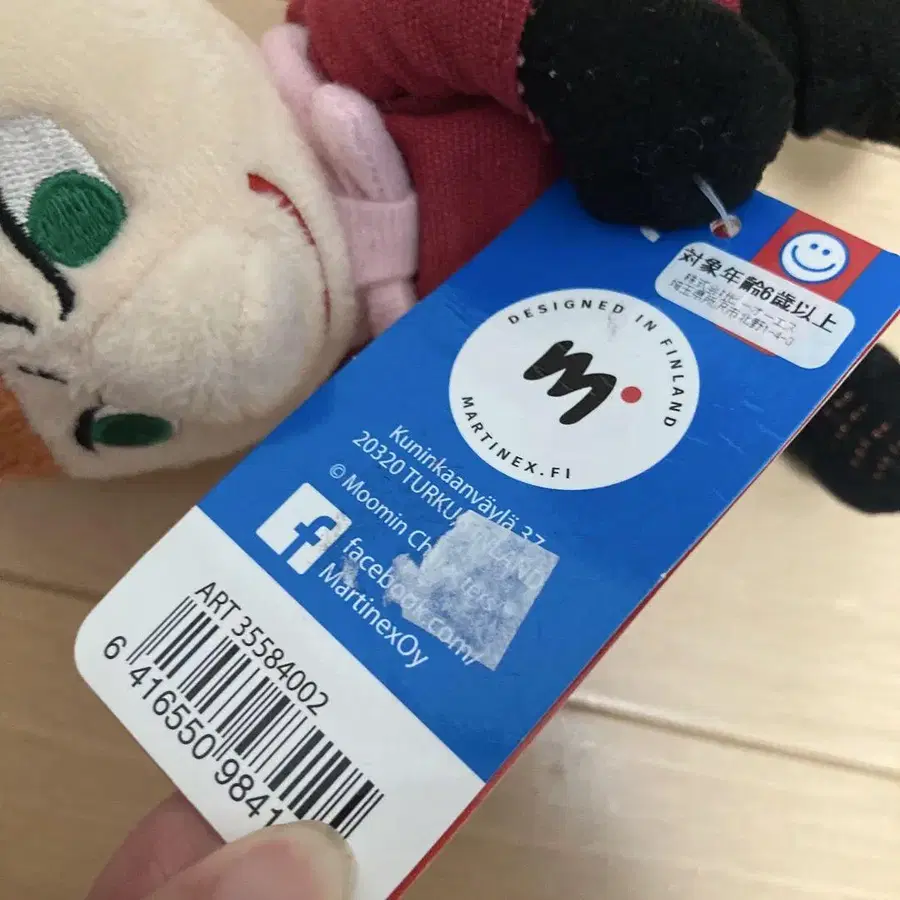 対象年齢6歳以上
DESIGNED IN FINLAND
m
MARTINEX.FI
Kuninkaanväylä 37
20320 TURKU,
© Moomin
facebook.com/
MartinexOy
ART 35584002
6 416550 9841